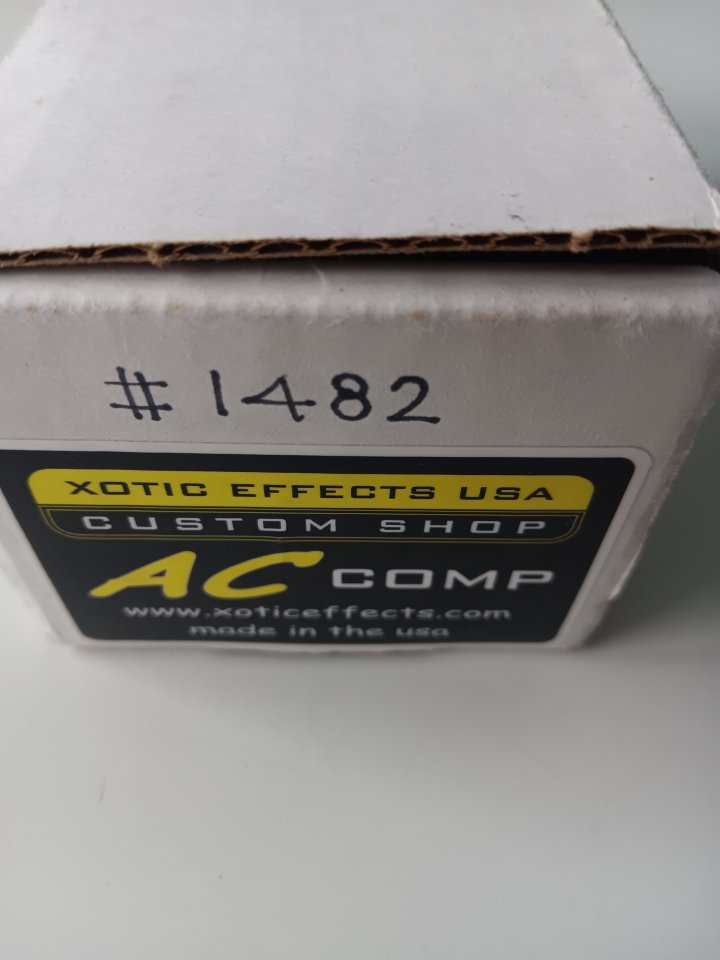 #1482
XOTIC EFFECTS USA
CUSTOM SHOP
AC COMP
www.xoticeffects.com
made in the usa